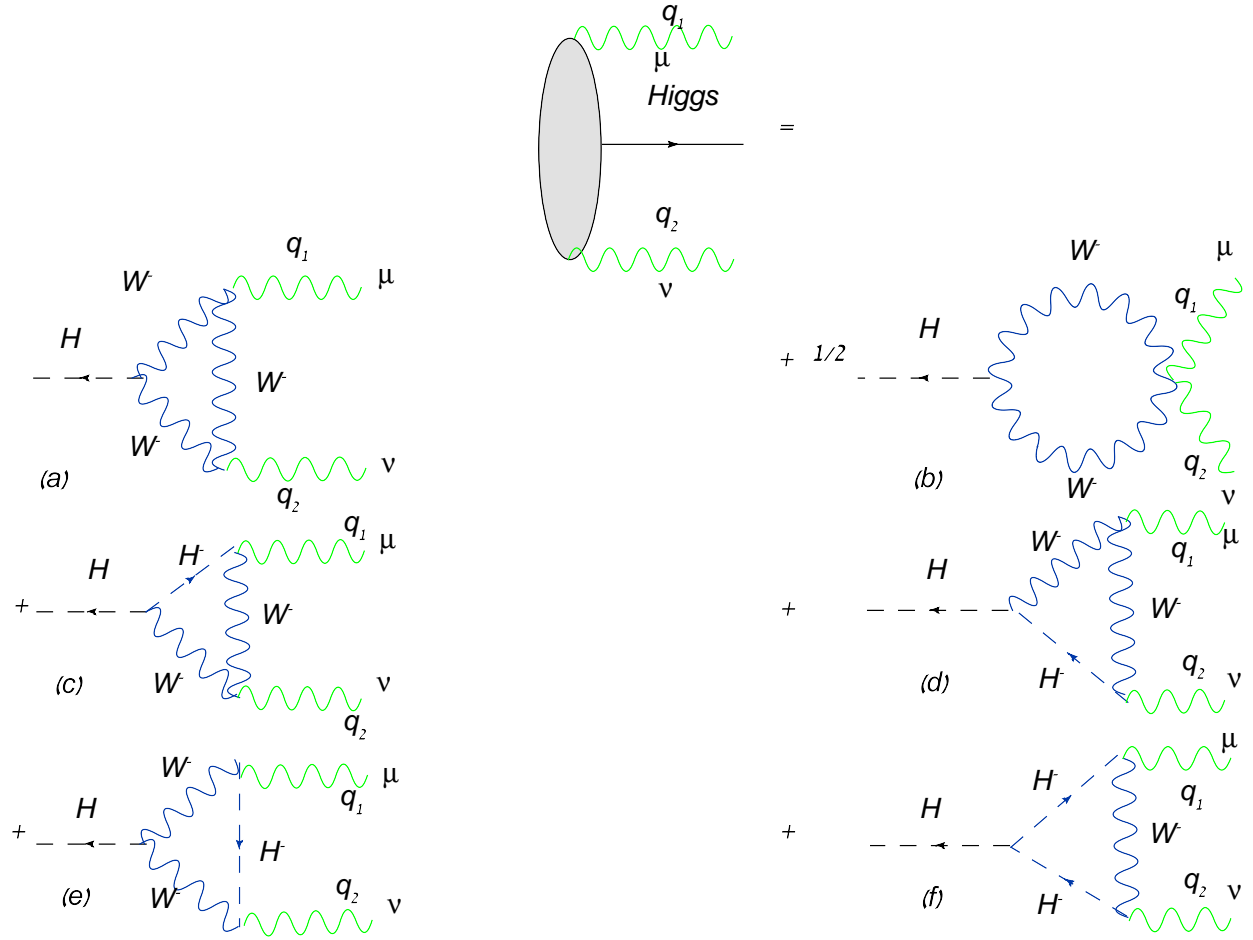 q₁
μ
Higgs
=
q₂
ν
q₁
μ
W⁻
H
W⁻
W⁻
ν
(a)
q₂
μ
W⁻
q₁
H
+ 1/2
q₂
(b)
W⁻
ν
q₁
μ
H⁻
H
+
W⁻
W⁻
ν
(c)
q₂
W⁻
μ
q₁
H
+
W⁻
q₂
ν
(d)
H⁻
W⁻
μ
q₁
H
+
H⁻
q₂
ν
(e)
W⁻
μ
H⁻
q₁
H
+
W⁻
q₂
ν
(f)
H⁻